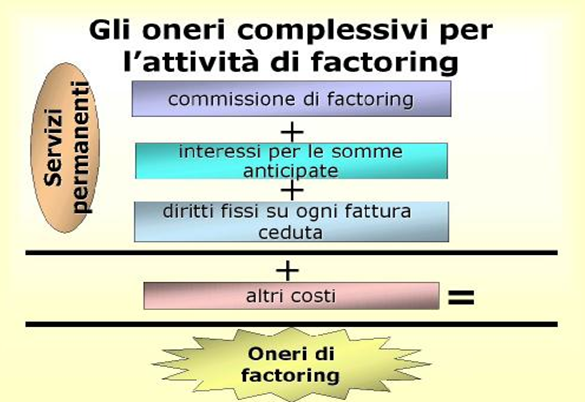 Gli oneri complessivi per
l'attività di factoring
Servizi
permanenti
commissione di factoring
+
interessi per le somme
anticipate
+
diritti fissi su ogni fattura
ceduta
+
altri costi =
Oneri di
factoring